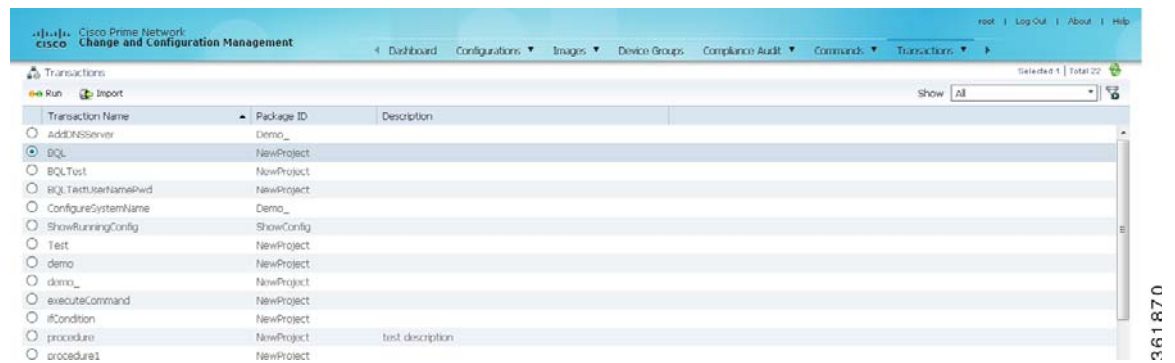 root | Log Out | About | Help
cisco Cisco Prime Network
Change and Configuration Management
Dashboard Configurations Images Device Groups Compliance Audit Commands Transactions
Transactions Selected 1 | Total 22
Run Import Show All
Transaction Name Package ID Description
AddDNSServer Demo_
BQL NewProject
BQLTest NewProject
BQLTestUserNamePwd NewProject
ConfigureSystemName Demo_
ShowRunningConfig ShowConfig
Test NewProject
demo NewProject
demo_ NewProject
executeCommand NewProject
ifCondition NewProject
procedure NewProject test description
procedure1 NewProject
361870